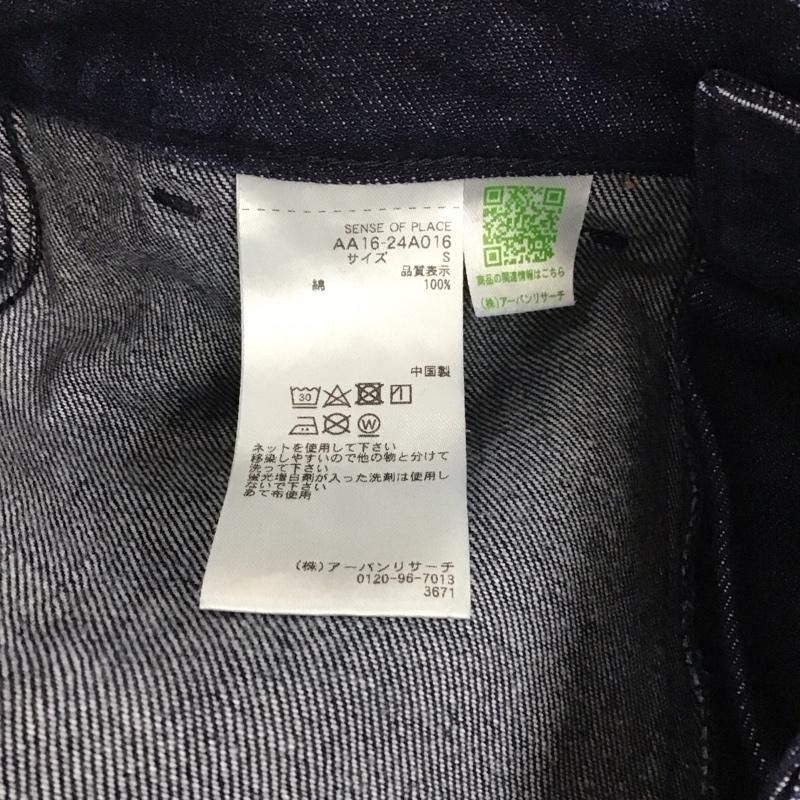 SENSE OF PLACE
AA16-24A016
サイズ S
品質表示
綿 100%
中国製
30
W
ネットを使用して下さい
移染しやすいので他の物と分けて
洗って下さい
蛍光増白剤が入った洗剤は使用し
ないで下さい
あて布使用
(株)アーバンリサーチ
0120-96-7013
3671
商品の関連情報はこちら
(株)アーバンリサーチ